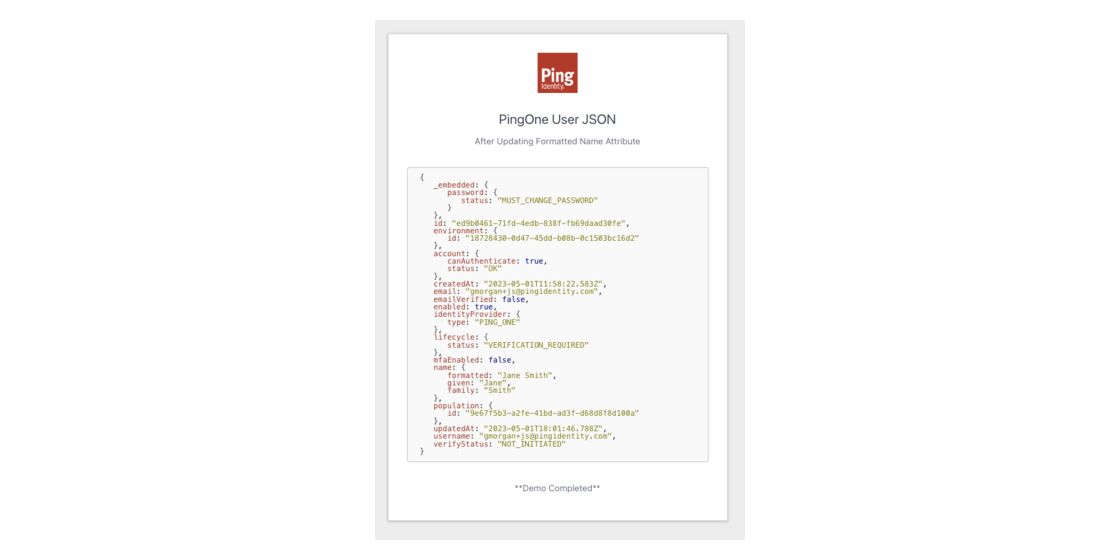 Ping
Identity.
PingOne User JSON
After Updating Formatted Name Attribute
{
_embedded: {
password: {
status: "MUST_CHANGE_PASSWORD"
}
},
id: "ed9b0461-71fd-4edb-838f-fb69daad30fe",
environment: {
id: "18728430-0d47-45dd-b08b-0c1503bc16d2"
},
account: {
canAuthenticate: true,
status: "OK"
},
createdAt: "2023-05-01T11:58:22.583Z",
email: "gmorgan+js@pingidentity.com",
emailVerified: false,
enabled: true,
identityProvider: {
type: "PING_ONE"
},
lifecycle: {
status: "VERIFICATION_REQUIRED"
},
mfaEnabled: false,
name: {
formatted: "Jane Smith",
given: "Jane",
family: "Smith"
},
population: {
id: "9e67f5b3-a2fe-41bd-ad3f-d68d8f8d100a"
},
updatedAt: "2023-05-01T18:01:46.788Z",
username: "gmorgan+js@pingidentity.com",
verifyStatus: "NOT_INITIATED"
}
**Demo Completed**